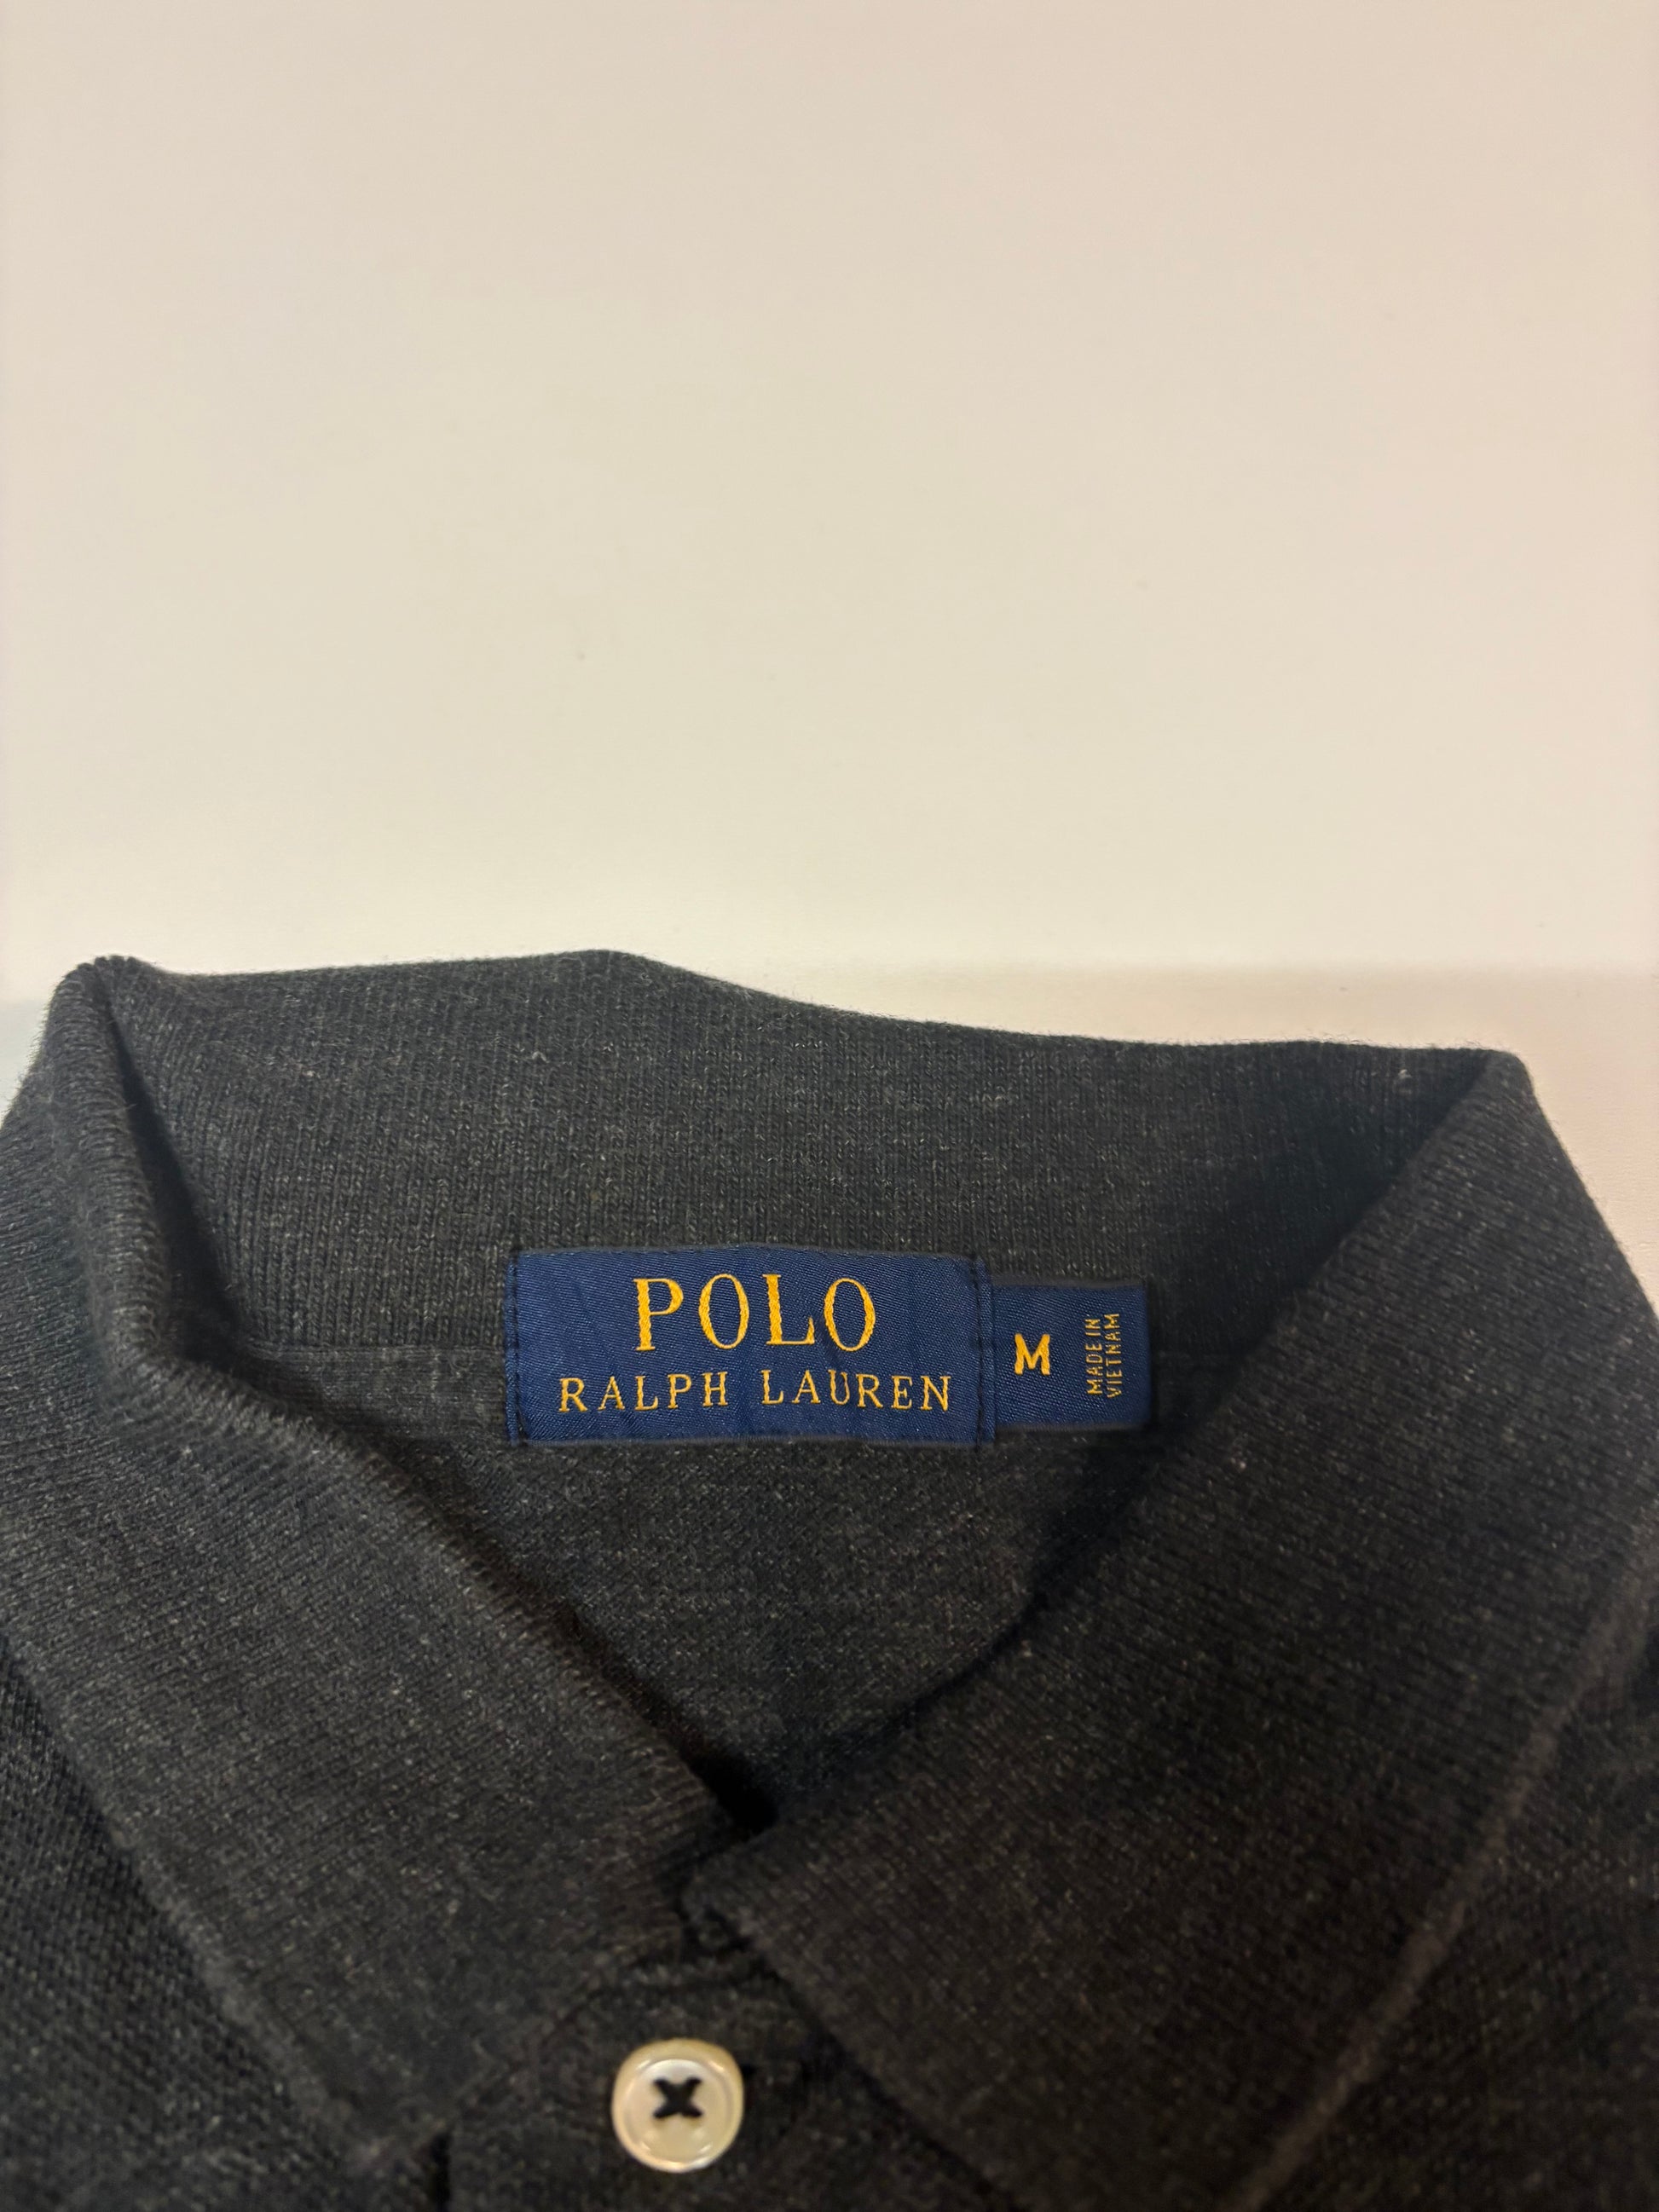 POLO
RALPH LAUREN
M
MADE IN
VIETNAM